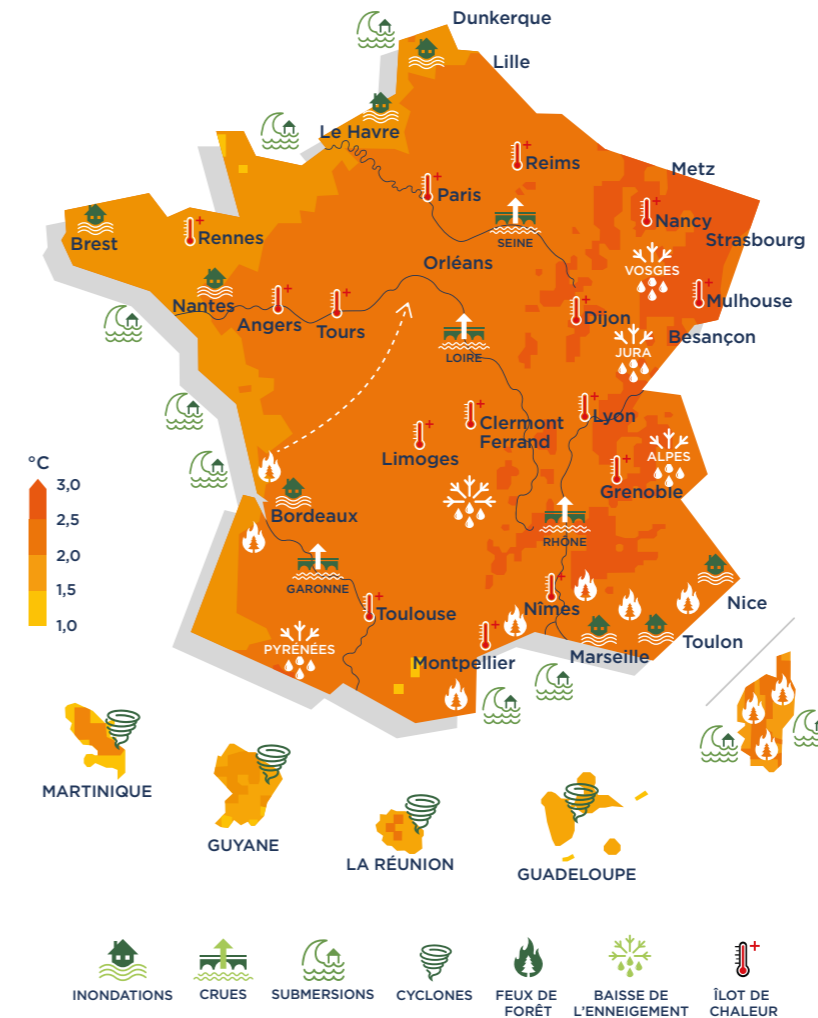 Dunkerque
Lille
Le Havre
Reims
Metz
Paris
Nancy
SEINE
Strasbourg
Brest
Rennes
Orléans
VOSGES
Nantes
Mulhouse
Angers
Tours
Dijon
Besançon
LOIRE
JURA
Lyon
Clermont
Ferrand
Limoges
ALPES
Grenoble
°C
3,0
2,5
2,0
1,5
1,0
Bordeaux
RHÔNE
GARONNE
Nice
Nîmes
Toulouse
Toulon
PYRÉNÉES
Marseille
Montpellier
MARTINIQUE
GUYANE
LA RÉUNION
GUADELOUPE
INONDATIONS
CRUES
SUBMERSIONS
CYCLONES
FEUX DE
FORÊT
BAISSE DE
L'ENNEIGEMENT
ÎLOT DE
CHALEUR